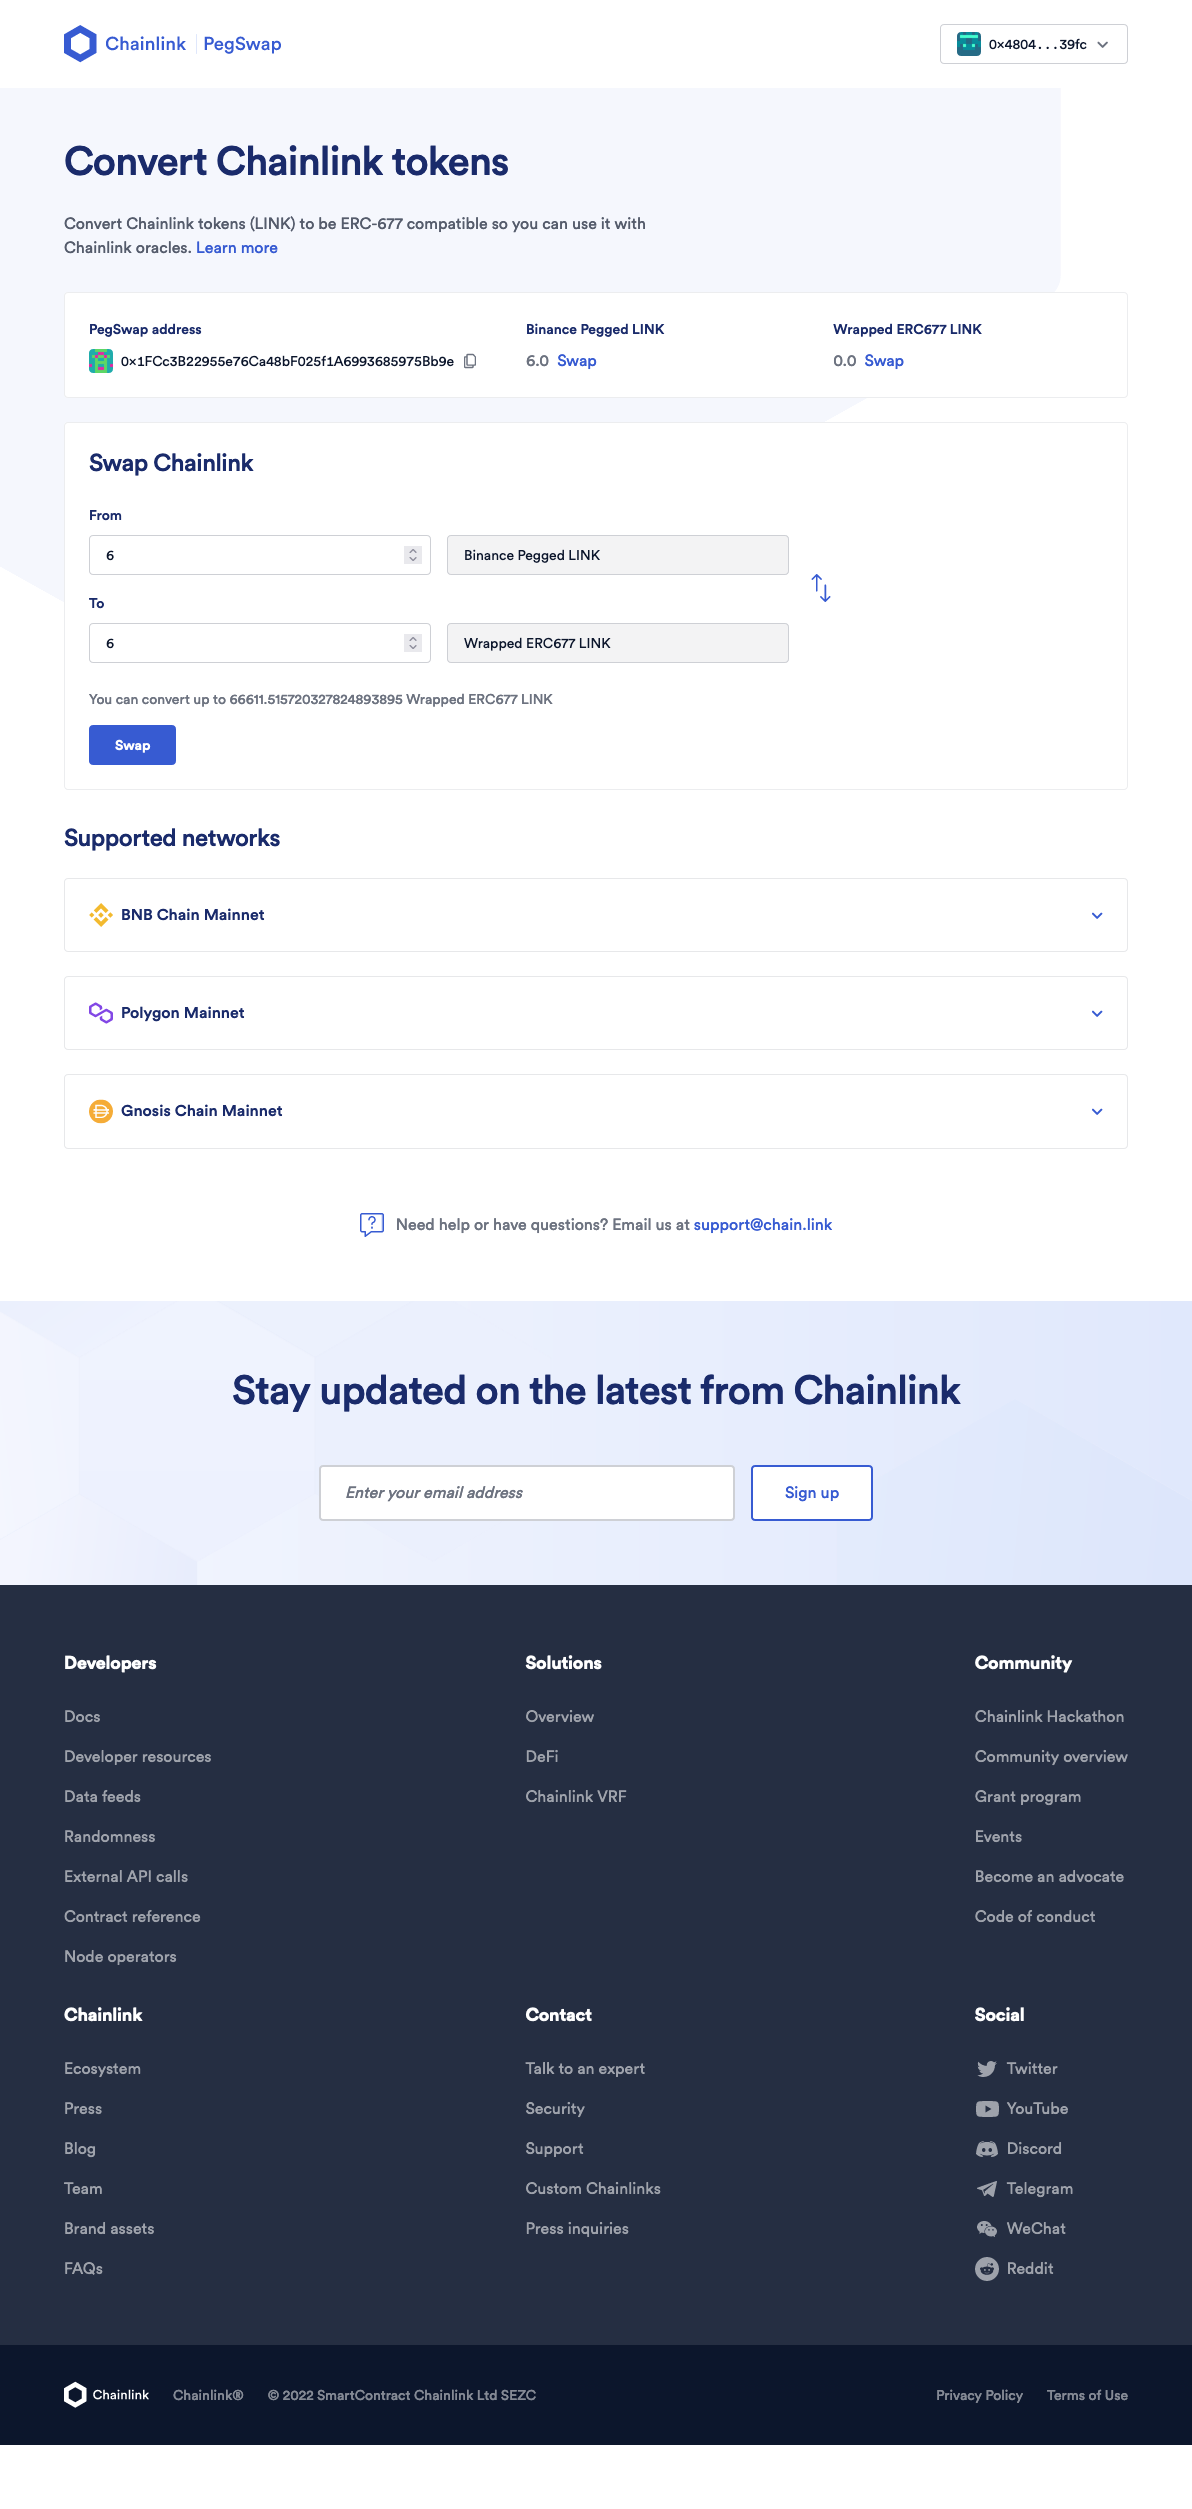 Chainlink | PegSwap
0x4804...39fc
Convert Chainlink tokens
Convert Chainlink tokens (LINK) to be ERC-677 compatible so you can use it with
Chainlink oracles. Learn more
PegSwap address
0x1FCc3B22955e76Ca48bF025f1A6993685975Bb9e
Binance Pegged LINK
6.0 Swap
Wrapped ERC677 LINK
0.0 Swap
Swap Chainlink
From
6
Binance Pegged LINK
To
6
Wrapped ERC677 LINK
You can convert up to 66611.515720327824893895 Wrapped ERC677 LINK
Swap
Supported networks
BNB Chain Mainnet
Polygon Mainnet
Gnosis Chain Mainnet
Need help or have questions? Email us at support@chain.link
Stay updated on the latest from Chainlink
Enter your email address
Sign up
Developers
Docs
Developer resources
Data feeds
Randomness
External API calls
Contract reference
Node operators
Solutions
Overview
DeFi
Chainlink VRF
Community
Chainlink Hackathon
Community overview
Grant program
Events
Become an advocate
Code of conduct
Chainlink
Ecosystem
Press
Blog
Team
Brand assets
FAQs
Contact
Talk to an expert
Security
Support
Custom Chainlinks
Press inquiries
Social
Twitter
YouTube
Discord
Telegram
WeChat
Reddit
Chainlink
Chainlink®
© 2022 SmartContract Chainlink Ltd SEZC
Privacy Policy
Terms of Use